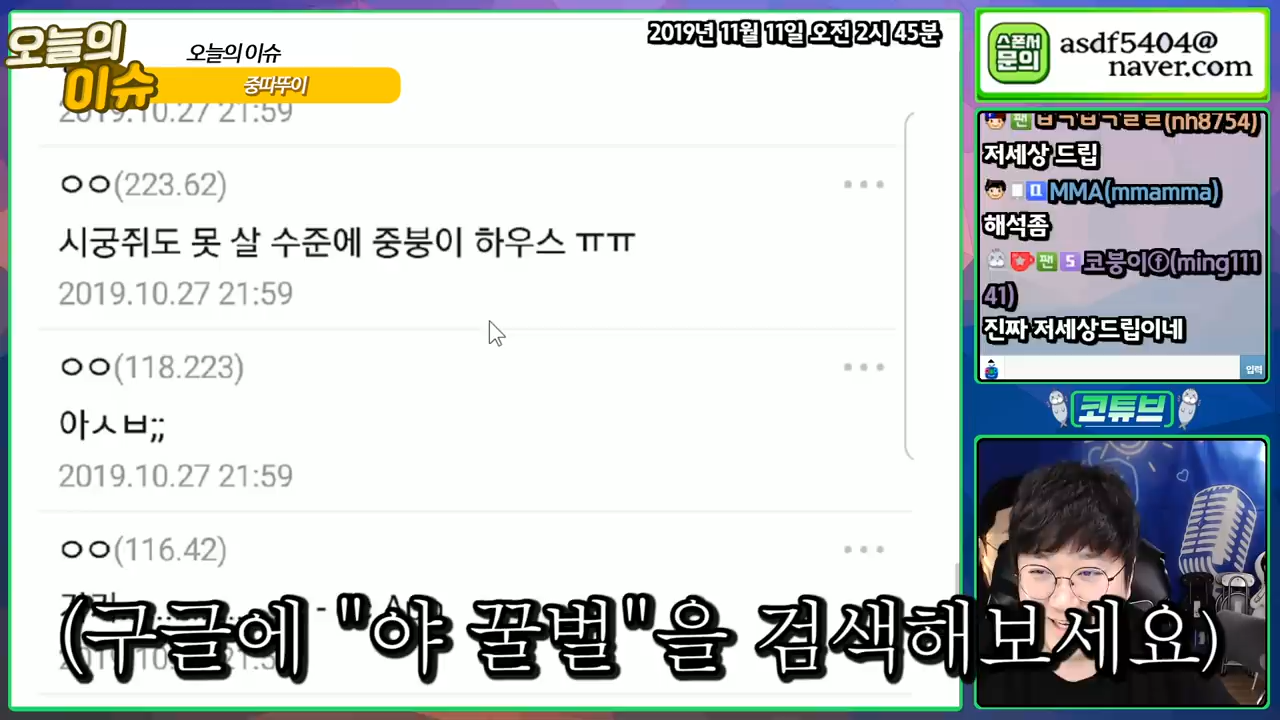 오늘의
이슈
오늘의 이슈
중따뚜이
2019년 11월 11일 오전 2시 45분
2019.10.27 21:59
ㅇㅇ(223.62)
시궁쥐도 못 살 수준에 중붕이 하우스 ㅠㅠ
2019.10.27 21:59
ㅇㅇ(118.223)
아ㅅㅂ;;
2019.10.27 21:59
ㅇㅇ(116.42)
(구글에 "야 꿀벌"을 검색해보세요)
스폰서
문의
asdf5404@
naver.com
(nh8754)
저세상 드립
MMA(mmamma)
해석좀
팬 S 코붕이ⓕ(ming111
41)
진짜 저세상드립이네
입력
코튜브